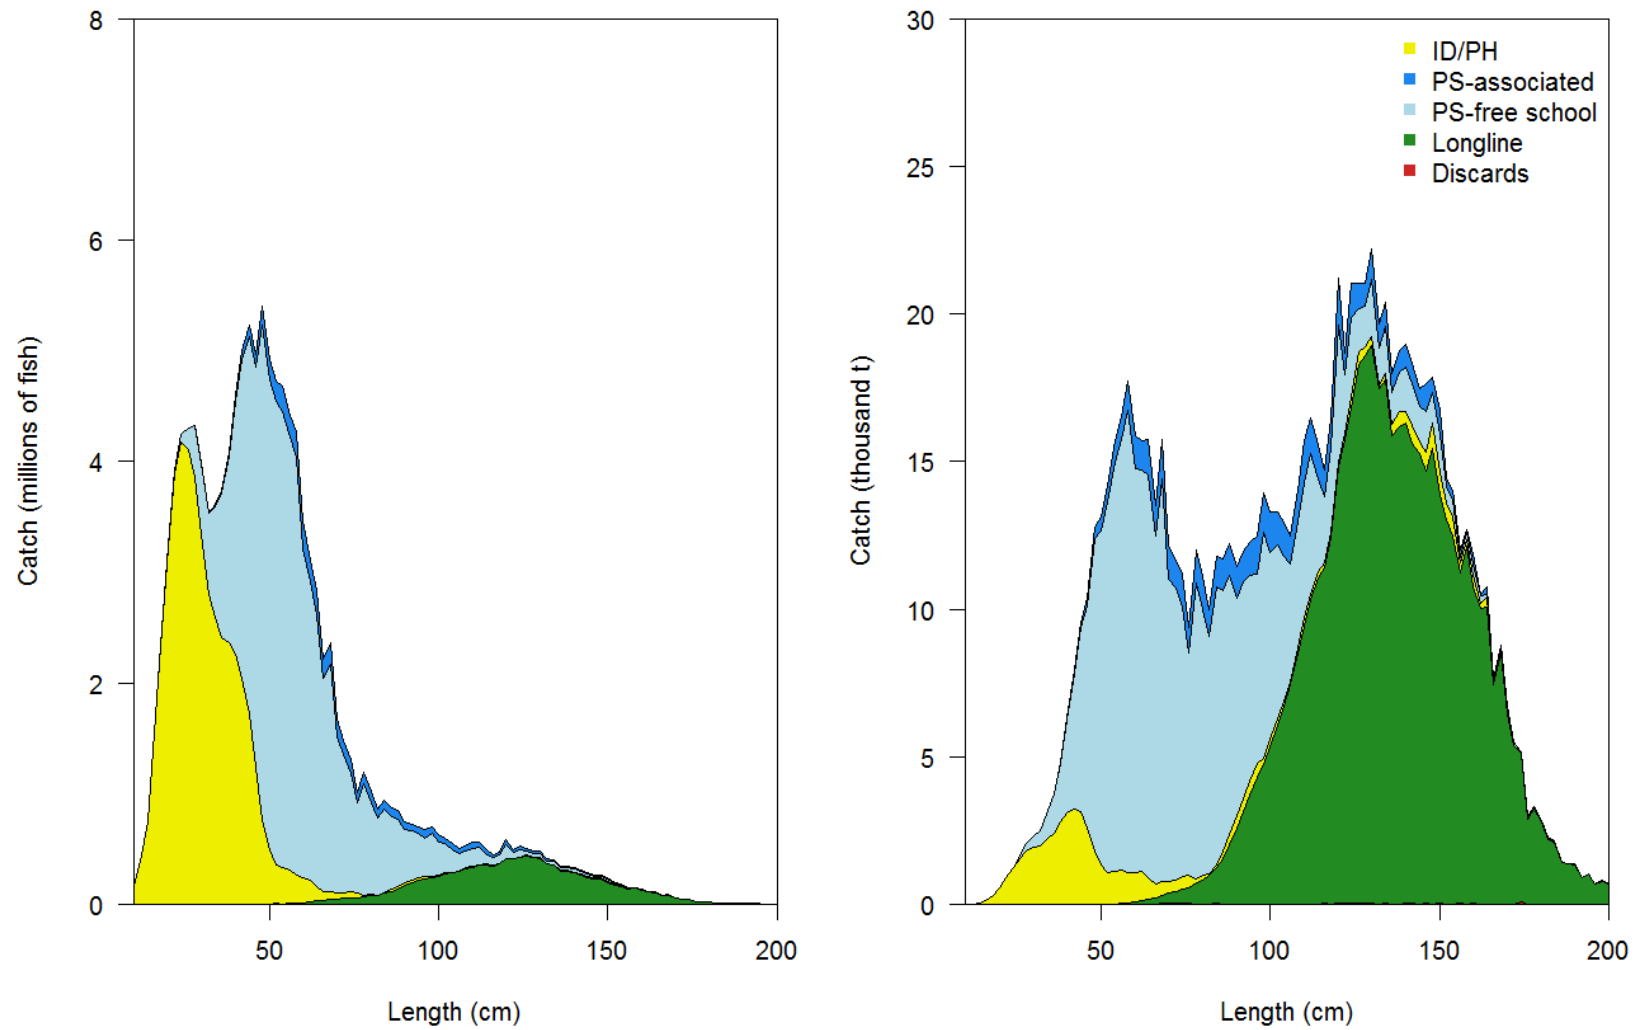 8
6
4
2
0
Catch (millions of fish)
50
100
150
200
Length (cm)
30
25
20
15
10
5
0
Catch (thousand t)
50
100
150
200
Length (cm)
ID/PH
PS-associated
PS-free school
Longline
Discards